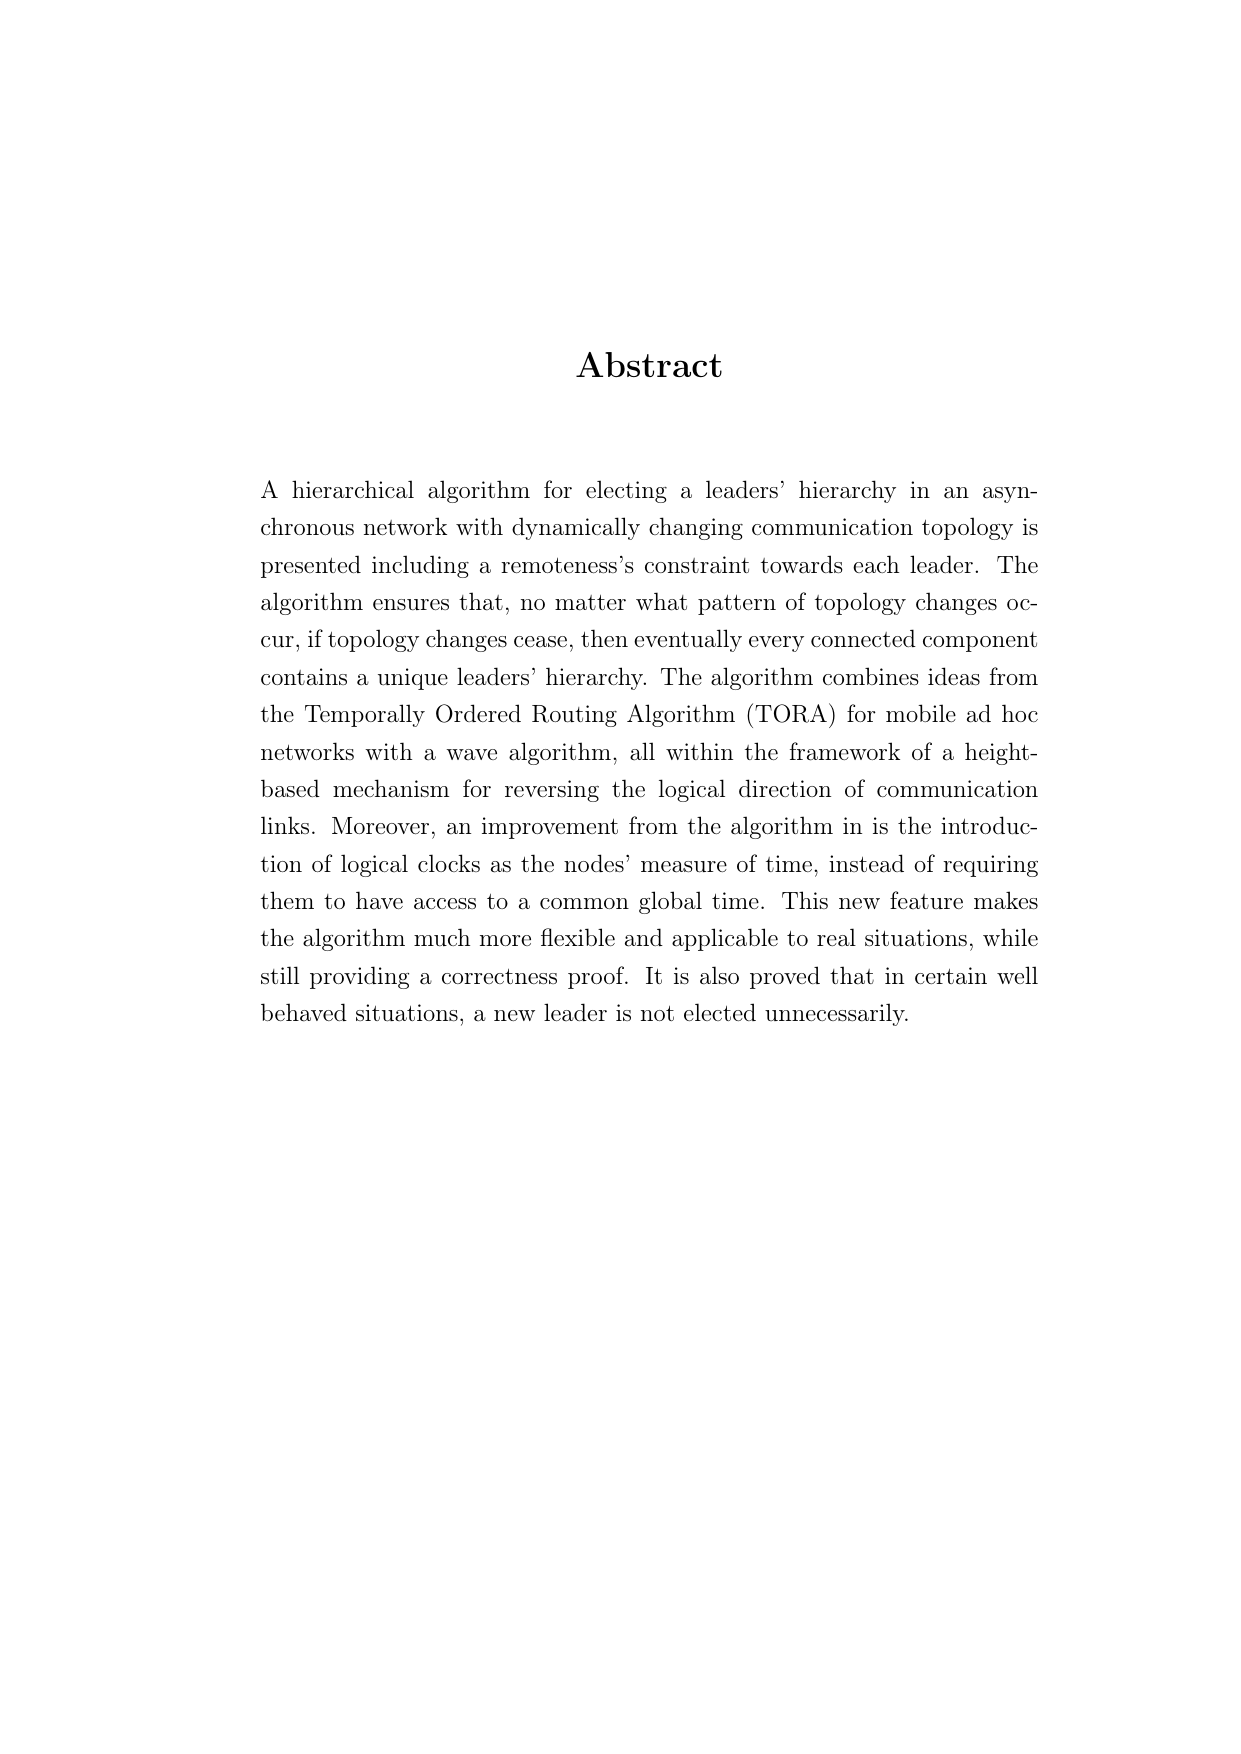 Abstract
A hierarchical algorithm for electing a leaders' hierarchy in an asyn-
chronous network with dynamically changing communication topology is
presented including a remoteness's constraint towards each leader. The
algorithm ensures that, no matter what pattern of topology changes oc-
cur, if topology changes cease, then eventually every connected component
contains a unique leaders' hierarchy. The algorithm combines ideas from
the Temporally Ordered Routing Algorithm (TORA) for mobile ad hoc
networks with a wave algorithm, all within the framework of a height-
based mechanism for reversing the logical direction of communication
links. Moreover, an improvement from the algorithm in is the introduc-
tion of logical clocks as the nodes' measure of time, instead of requiring
them to have access to a common global time. This new feature makes
the algorithm much more flexible and applicable to real situations, while
still providing a correctness proof. It is also proved that in certain well
behaved situations, a new leader is not elected unnecessarily.